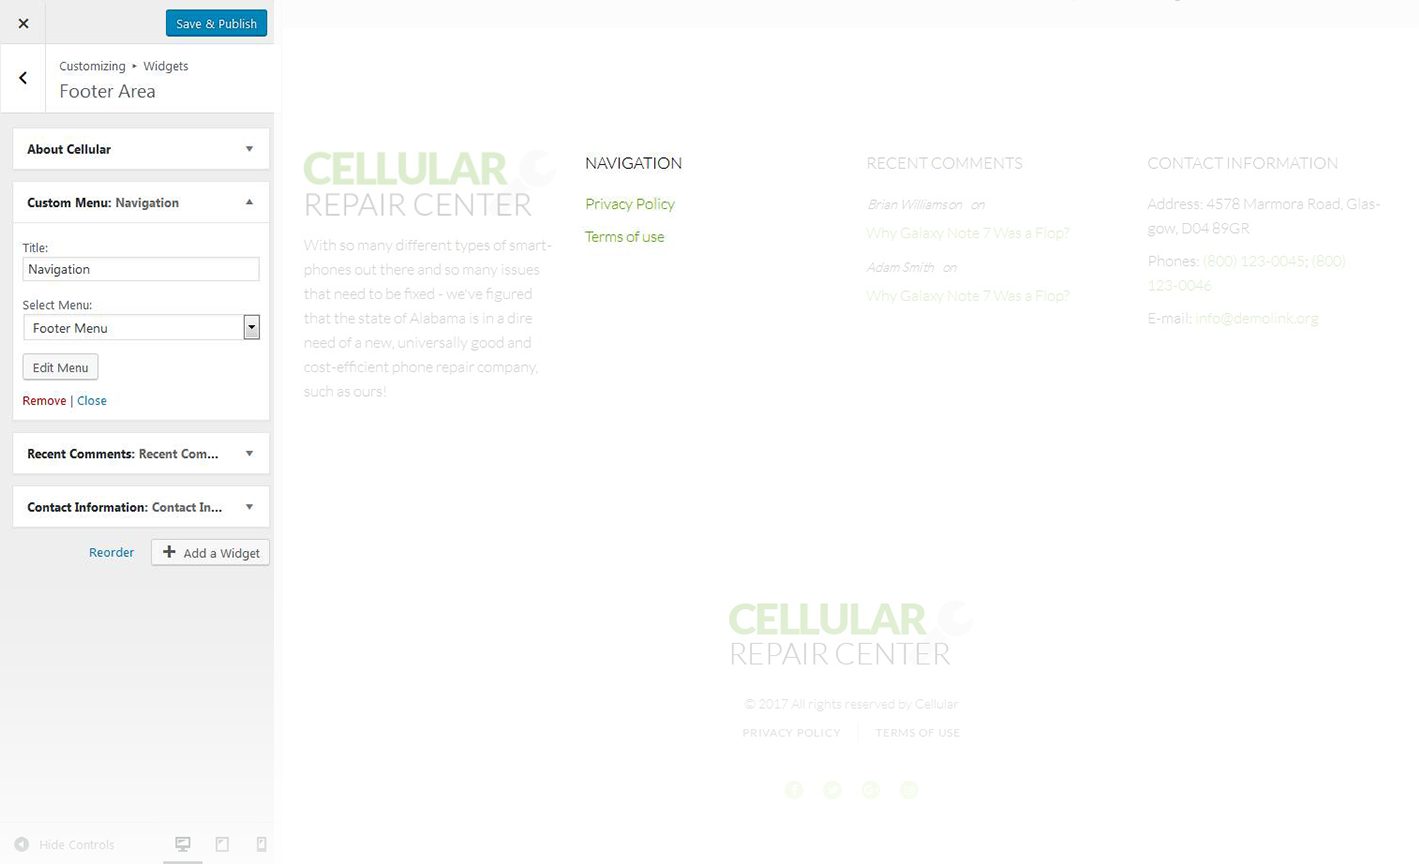 Save & Publish
Customizing ▸ Widgets
Footer Area
About Cellular
Custom Menu: Navigation
Title:
Navigation
Select Menu:
Footer Menu
Edit Menu
Remove | Close
Recent Comments: Recent Com...
Contact Information: Contact In...
Reorder
Add a Widget
Hide Controls
CELLULAR
REPAIR CENTER
With so many different types of smart-
phones out there and so many issues
that need to be fixed - we've figured
that the state of Alabama is in a dire
need of a new, universally good and
cost-efficient phone repair company,
such as ours!
NAVIGATION
Privacy Policy
Terms of use
RECENT COMMENTS
Brian Williamson on
Why Galaxy Note 7 Was a Flop?
Adam Smith on
Why Galaxy Note 7 Was a Flop?
CONTACT INFORMATION
Address: 4578 Marmora Road, Glas-
gow, D04 89GR
Phones: (800) 123-0045; (800)
123-0046
E-mail: info@demolink.org
CELLULAR
REPAIR CENTER
© 2017 All rights reserved by Cellular
PRIVACY POLICY TERMS OF USE